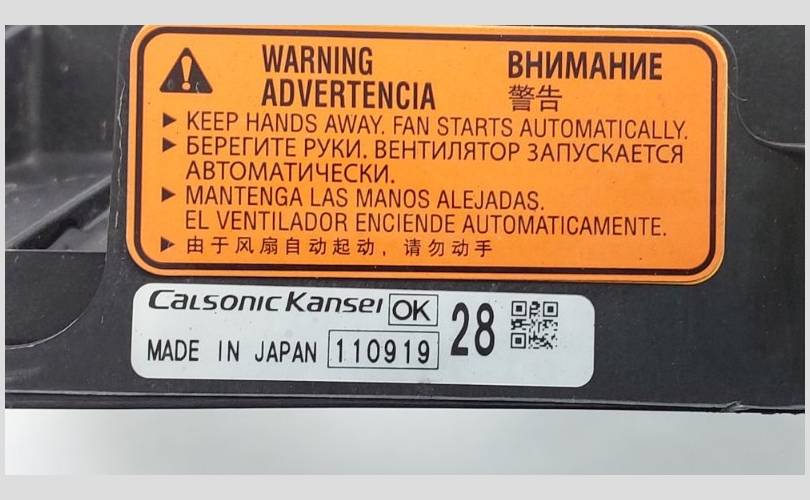 WARNING
ADVERTENCIA
ВНИМАНИЕ
警告
KEEP HANDS AWAY. FAN STARTS AUTOMATICALLY.
БЕРЕГИТЕ РУКИ. ВЕНТИЛЯТОР ЗАПУСКАЕТСЯ
АВТОМАТИЧЕСКИ.
MANTENGA LAS MANOS ALEJADAS.
EL VENTILADOR ENCIENDE AUTOMATICAMENTE.
由于风扇自动起动，请勿动手
CALSONIC KANSEI OK 28
MADE IN JAPAN 110919